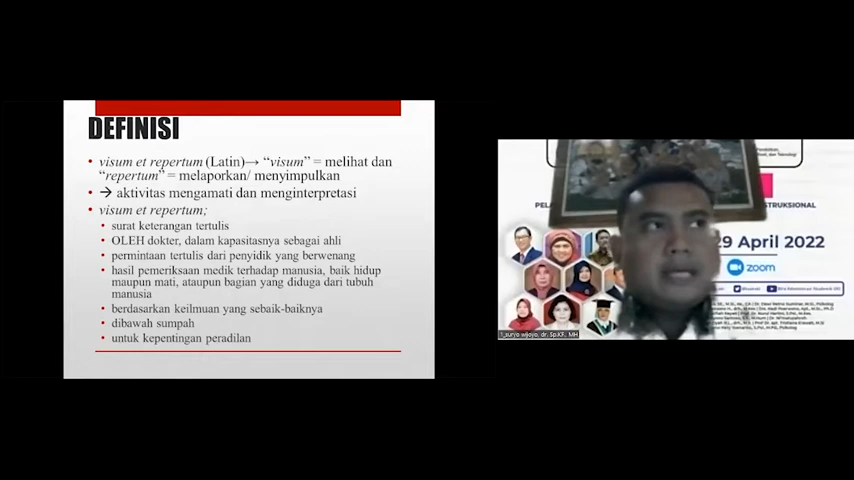 DEFINISI
• visum et repertum (Latin)→ “visum” = melihat dan
“repertum” = melaporkan/ menyimpulkan
• → aktivitas mengamati dan menginterpretasi
• visum et repertum;
• surat keterangan tertulis
• OLEH dokter, dalam kapasitasnya sebagai ahli
• permintaan tertulis dari penyidik yang berwenang
• hasil pemeriksaan medik terhadap manusia, baik hidup
maupun mati, ataupun bagian yang diduga dari tubuh
manusia
• berdasarkan keilmuan yang sebaik-baiknya
• dibawah sumpah
• untuk kepentingan peradilan
STRUKSIONAL
29 April 2022
zoom